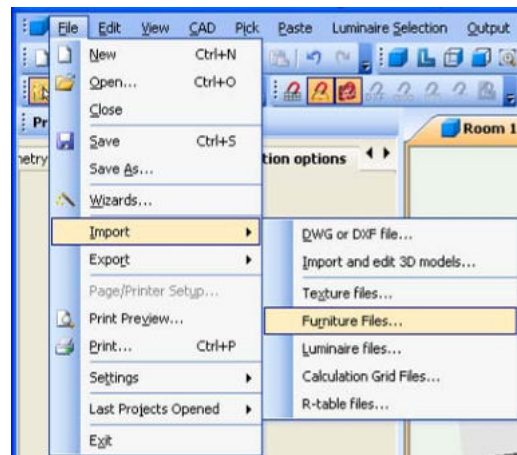 File Edit View CAD Pick Paste Luminaire Selection Output
New Ctrl+N
Open... Ctrl+O
Close
Save Ctrl+S
Save As...
Wizards...
Import
Export
Page/Printer Setup...
Print Preview...
Print... Ctrl+P
Settings
Last Projects Opened
Exit
Pr
netry
tion options
Room 1
DWG or DXF file...
Import and edit 3D models...
Texture files...
Furniture Files...
Luminaire files...
Calculation Grid Files...
R-table files...